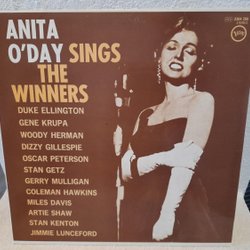 ANITA
O'DAY SINGS
THE
WINNERS
DUKE ELLINGTON
GENE KRUPA
WOODY HERMAN
DIZZY GILLESPIE
OSCAR PETERSON
STAN GETZ
GERRY MULLIGAN
COLEMAN HAWKINS
MILES DAVIS
ARTIE SHAW
STAN KENTON
JIMMIE LUNCEFORD
Verve